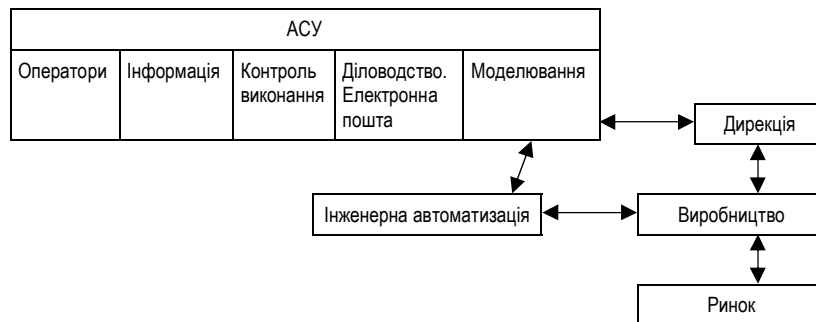 АСУ
Оператори
Інформація
Контроль
виконання
Діловодство.
Електронна
пошта
Моделювання
Дирекція
Інженерна автоматизація
Виробництво
Ринок